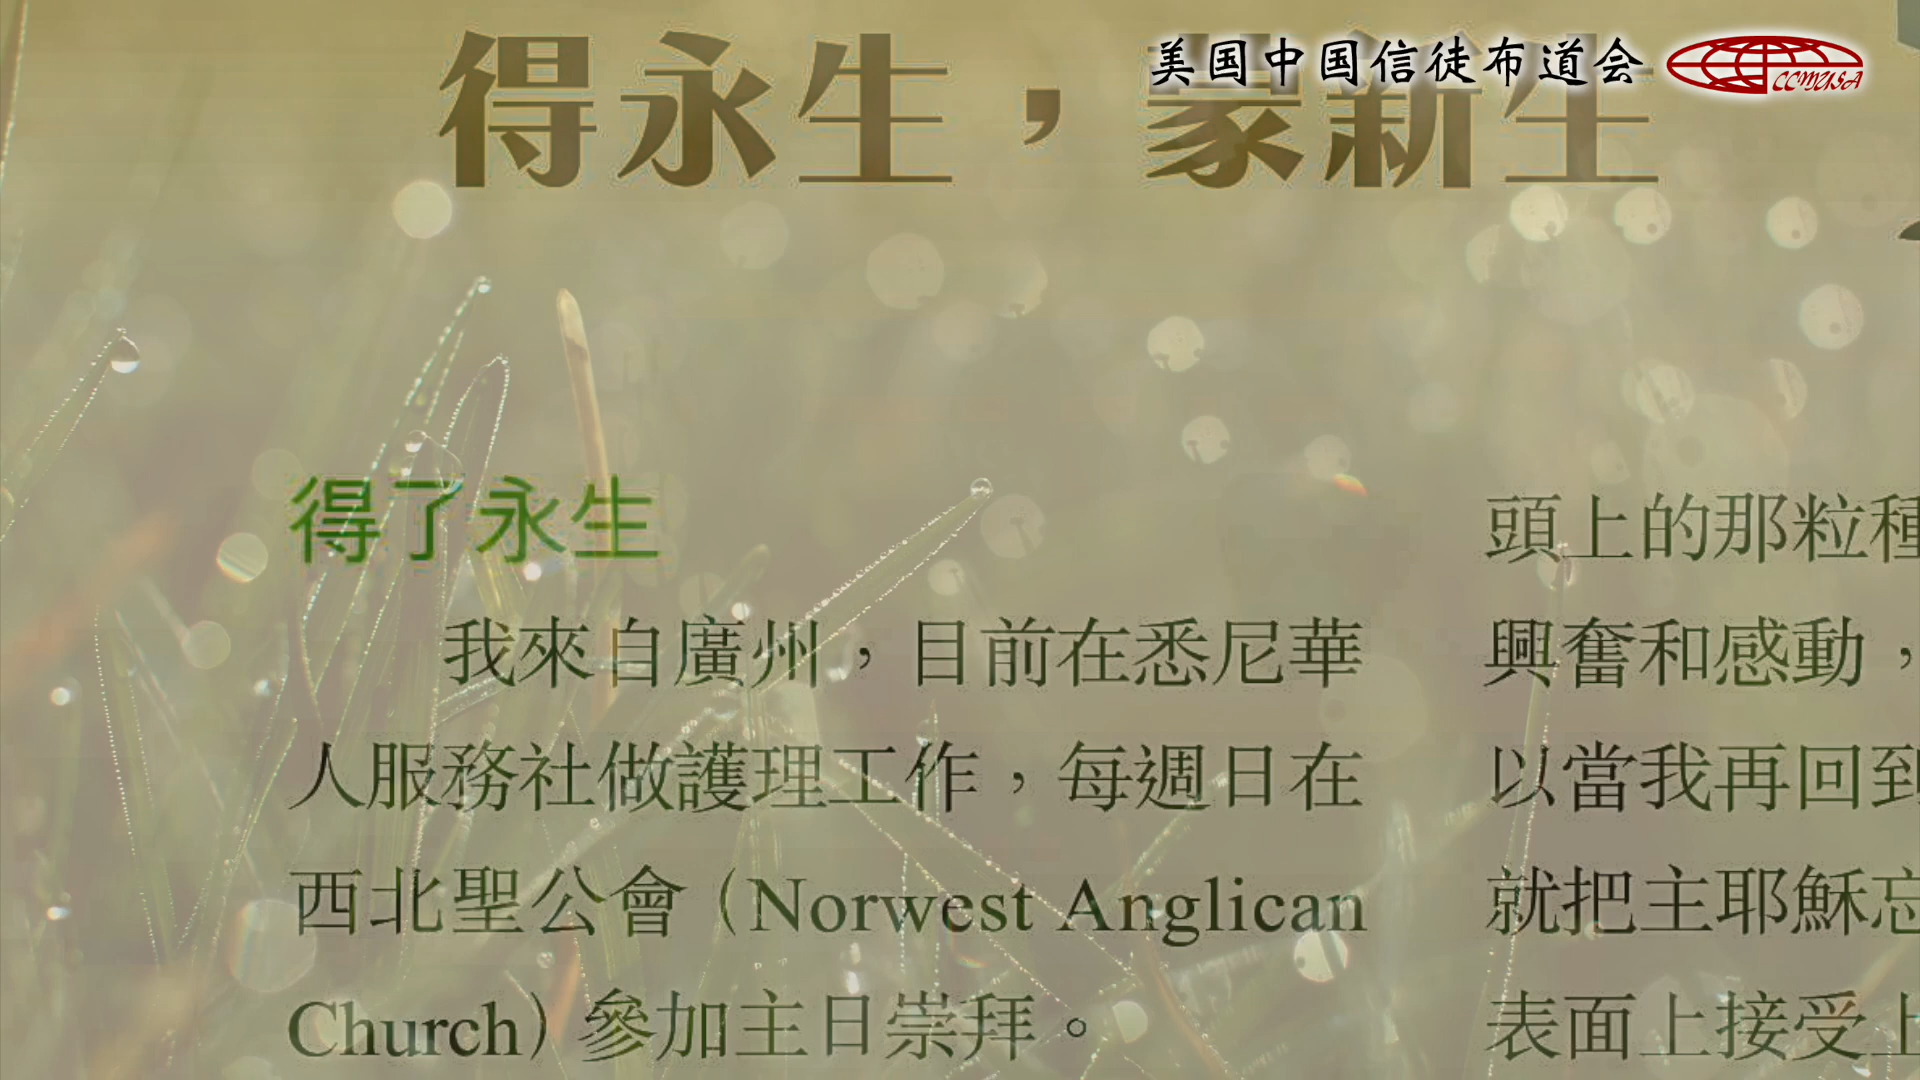 美国中国信徒布道会 CCMUSA
得永生，蒙新生
得了永生
我來自廣州，目前在悉尼華
人服務社做護理工作，每週日在
西北聖公會（Norwest Anglican
Church）參加主日崇拜。
頭上的那粒種
興奮和感動，
以當我再回到
就把主耶穌忘
表面上接受上